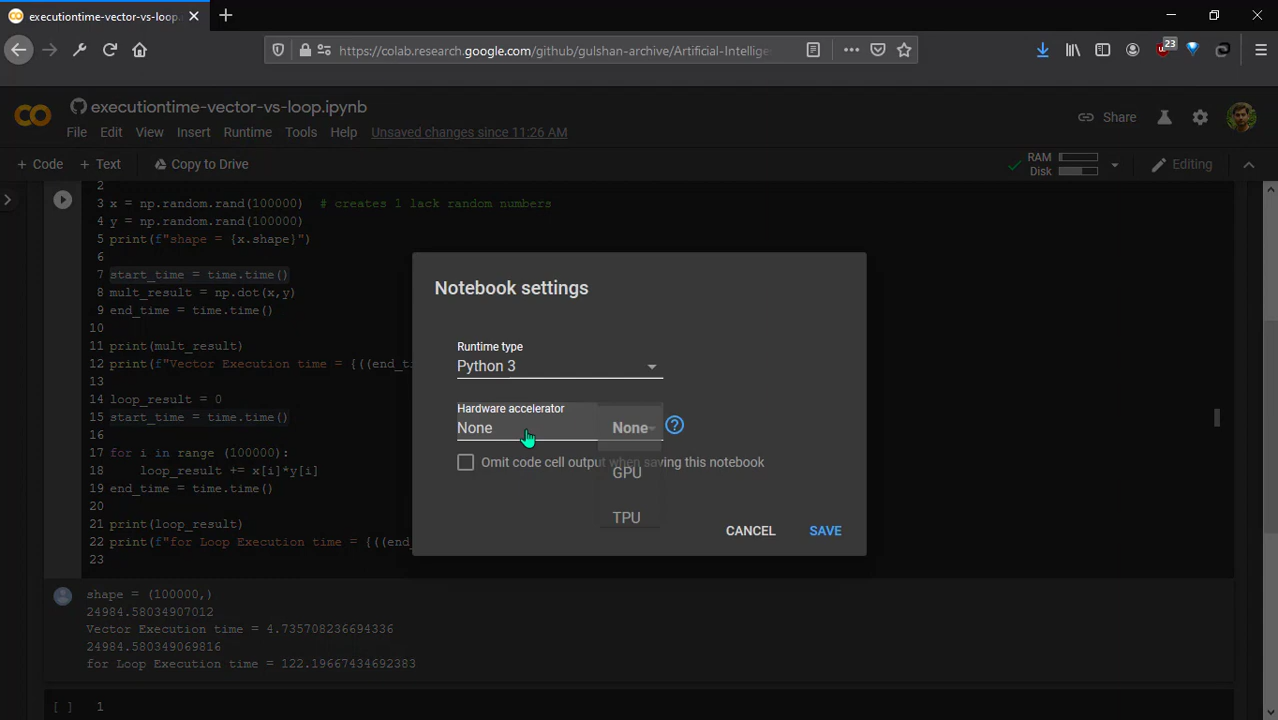 executiontime-vector-vs-loop.
https://colab.research.google.com/github/gulshan-archive/Artificial-Intellige
23
executiontime-vector-vs-loop.ipynb
File Edit View Insert Runtime Tools Help Unsaved changes since 11:26 AM
Share
+ Code + Text Copy to Drive
RAM
Disk
Editing
2
3 x = np.random.rand(100000) # creates 1 lack random numbers
4 y = np.random.rand(100000)
5 print(f"shape = {x.shape}")
6
7 start_time = time.time()
8 mult_result = np.dot(x,y)
9 end_time = time.time()
10
11 print(mult_result)
12 print(f"Vector Execution time = {((end_ti
13
14 loop_result = 0
15 start_time = time.time()
16
17 for i in range (100000):
18 loop_result += x[i]*y[i]
19 end_time = time.time()
20
21 print(loop_result)
22 print(f"for Loop Execution time = {((end_
23
Notebook settings
Runtime type
Python 3
Hardware accelerator
None
None
GPU
TPU
?
Omit code cell output when saving this notebook
CANCEL SAVE
shape = (100000,)
24984.58034907012
Vector Execution time = 4.735708236694336
24984.580349069816
for Loop Execution time = 122.19667434692383
[ ] 1